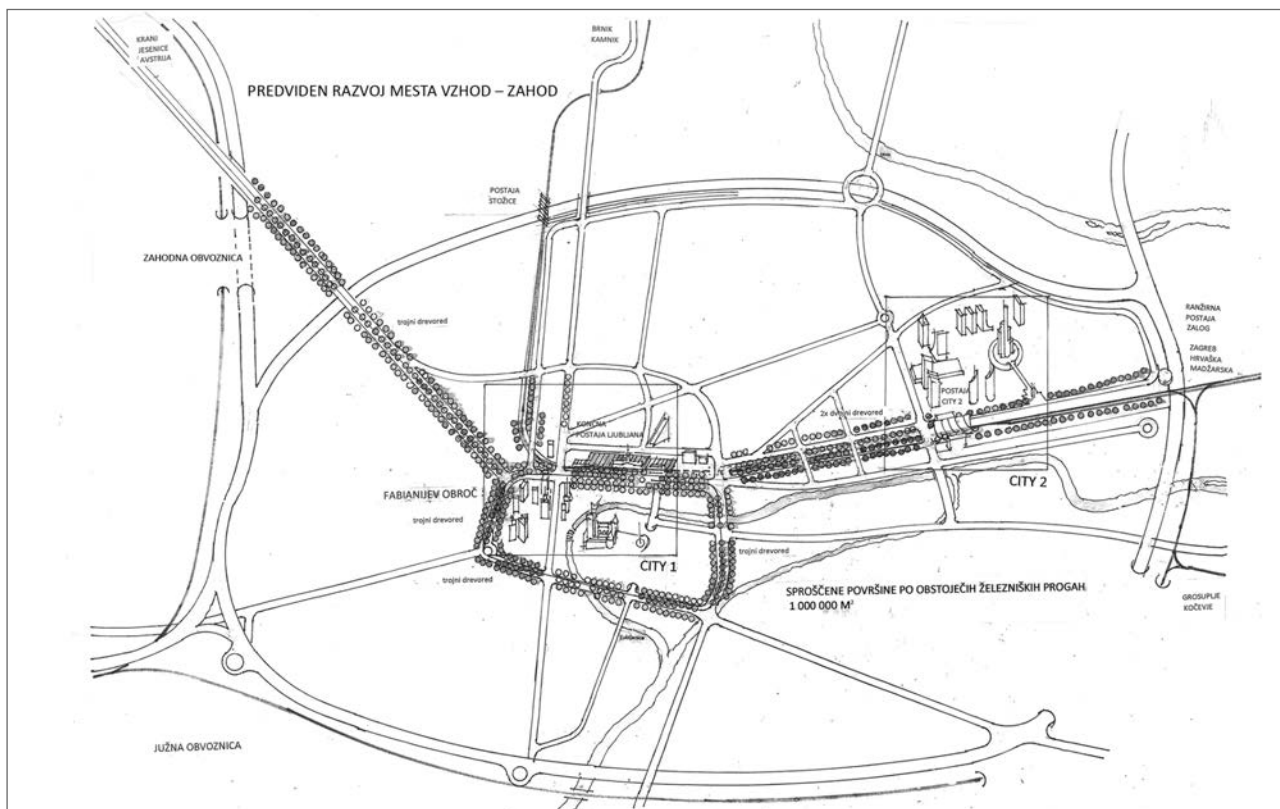 KRANJ
JESENICE
AVSTRIJA
BRNIK
KAMNIK
PREDVIDEN RAZVOJ MESTA VZHOD – ZAHOD
POSTAJA
STOŽICE
ZAHODNA OBVOZNICA
trojni drevored
RANŽIRNA
POSTAJA
ZALOG
ZAGREB
HRVAŠKA
MADŽARSKA
POSTAJA
CITY 2
2x dvojni drevored
KONČNA
POSTAJA LJUBLJANA
CITY 2
FABIANIJEV OBROČ
trojni drevored
trojni drevored
CITY 1
trojni drevored
SPROŠČENE POVRŠINE PO OBSTOJEČIH ŽELEZNIŠKIH PROGAH
1 000 000 M²
GROSUPLJE
KOČEVJE
JUŽNA OBVOZNICA